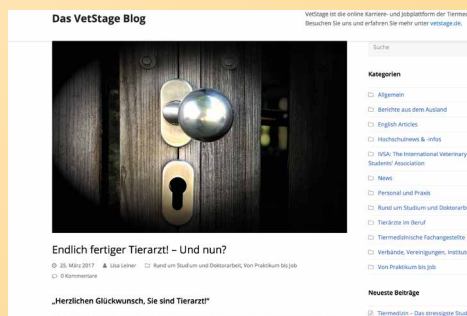 Das VetStage Blog
VetStage ist die online Karriere- und Jobplattform der
Besuchen Sie uns und erfahren Sie mehr unter vetstage.de.
Suche
Kategorien
Allgemein
Berichte aus dem Ausland
English Articles
Hochschulnews & -infos
IVSA: The International Veterinary
Students' Association
News
Personal und Praxis
Rund um Studium und
Tierärzte im Beruf
Tiermedizinische Fachangestellte
Verbände, Vereinigungen,
Von Praktikum bis Job
Neueste Beiträge
Tiermedizin – Das stressigste
Endlich fertiger Tierarzt! – Und nun?
25. März 2017 Lisa Leiner Rund um Studium und Doktorarbeit, Von Praktikum bis Job
0 Kommentare
„Herzlichen Glückwunsch, Sie sind Tierarzt!"